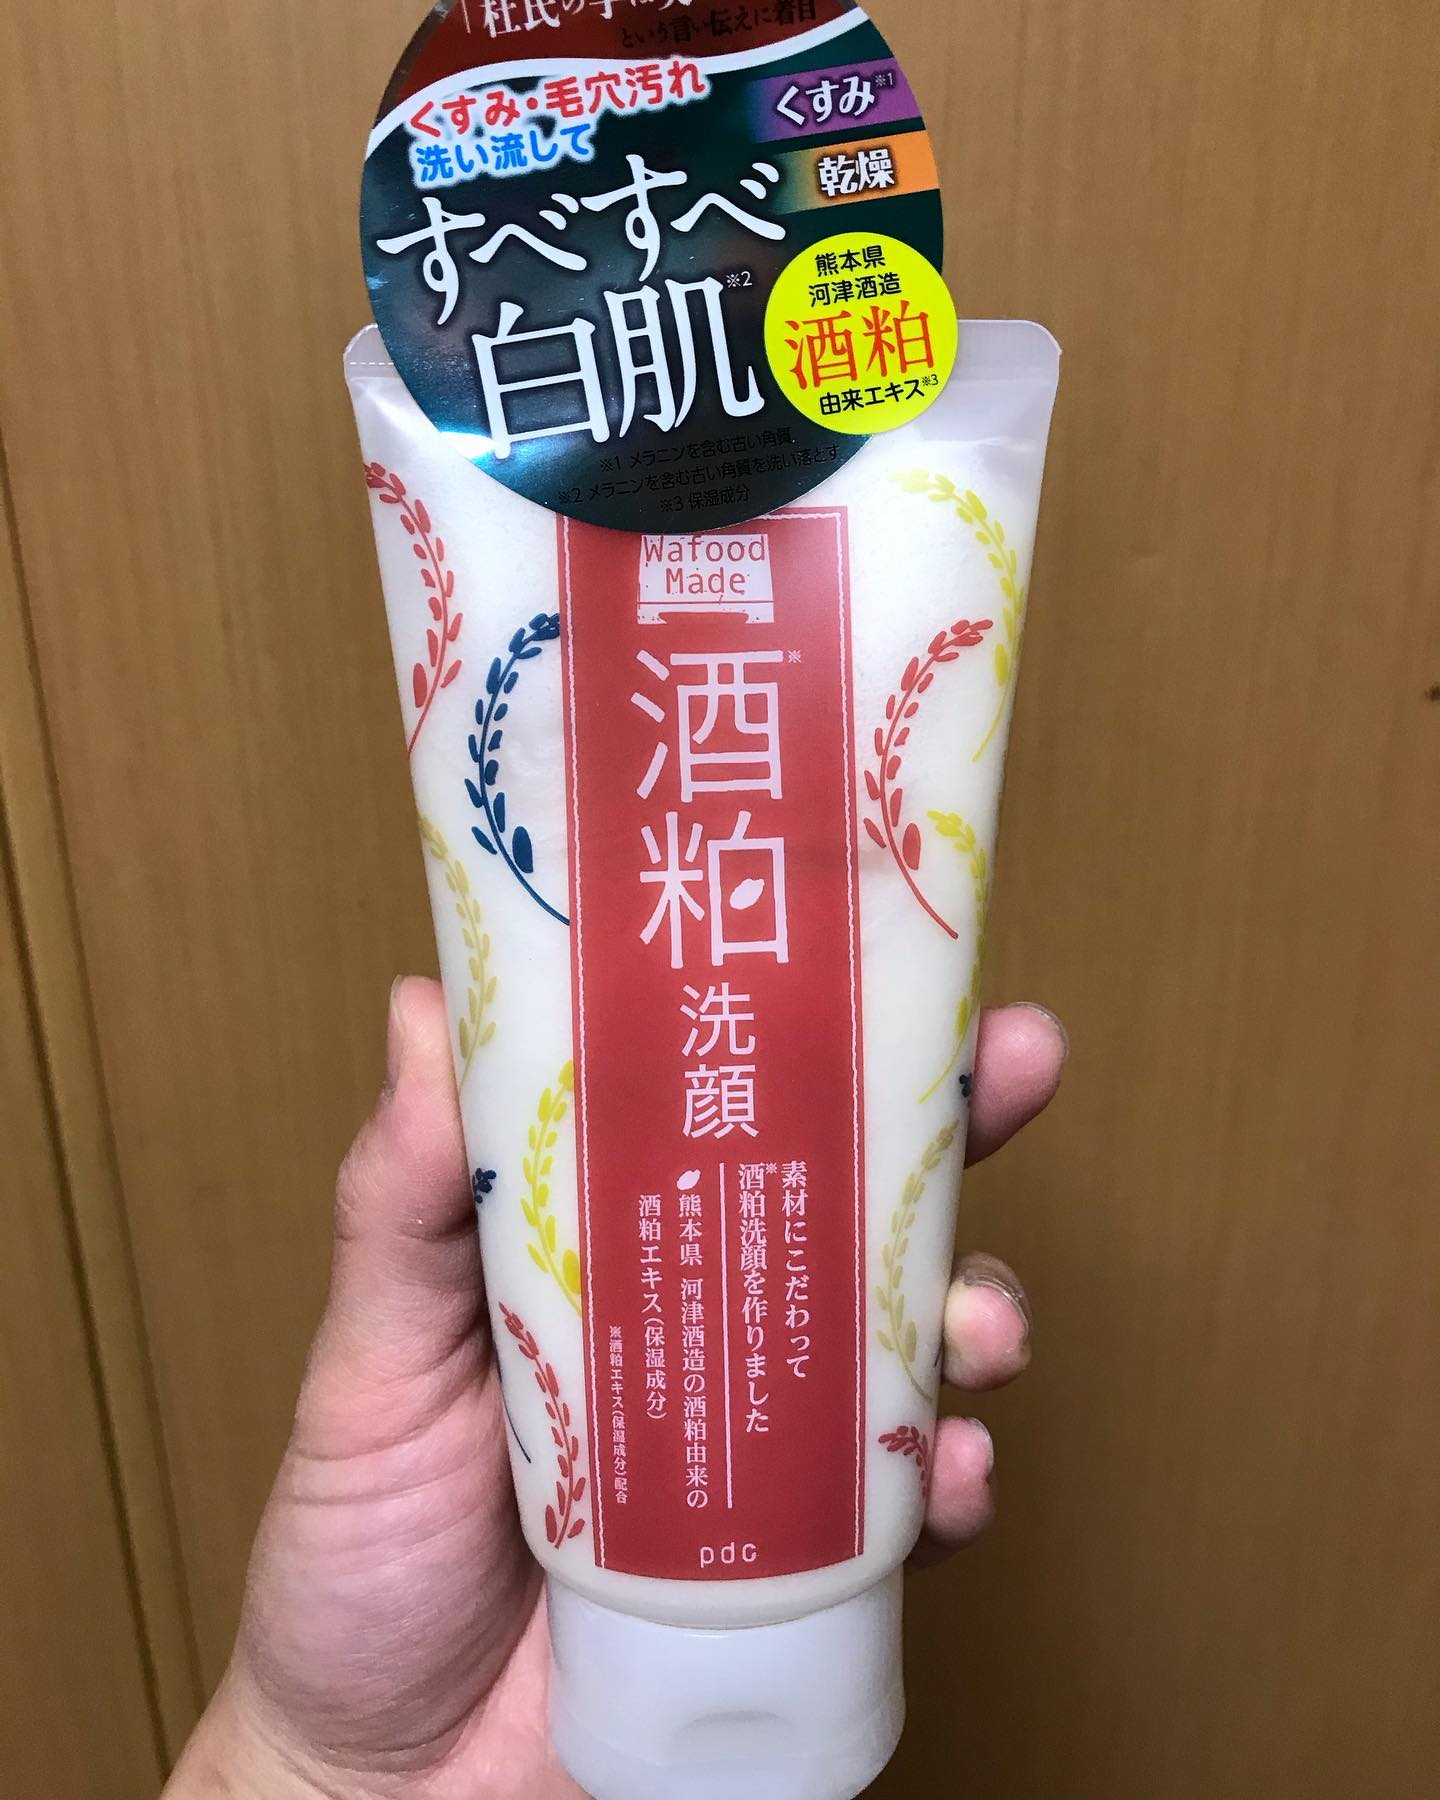 「杜氏の手は
という言い伝えに着目
くすみ・毛穴汚れ
洗い流して
すべすべ
白肌※2
くすみ※1
乾燥
熊本県
河津酒造
酒粕
由来エキス※3
※1 メラニンを含む古い角質
※2 メラニンを含む古い角質を洗い落とす
※3 保湿成分
Wafood
Made
酒粕※
洗顔
素材にこだわって
酒粕※洗顔を作りました
熊本県 河津酒造の酒粕由来の
酒粕エキス(保湿成分)
※酒粕エキス(保湿成分)配合
pdc